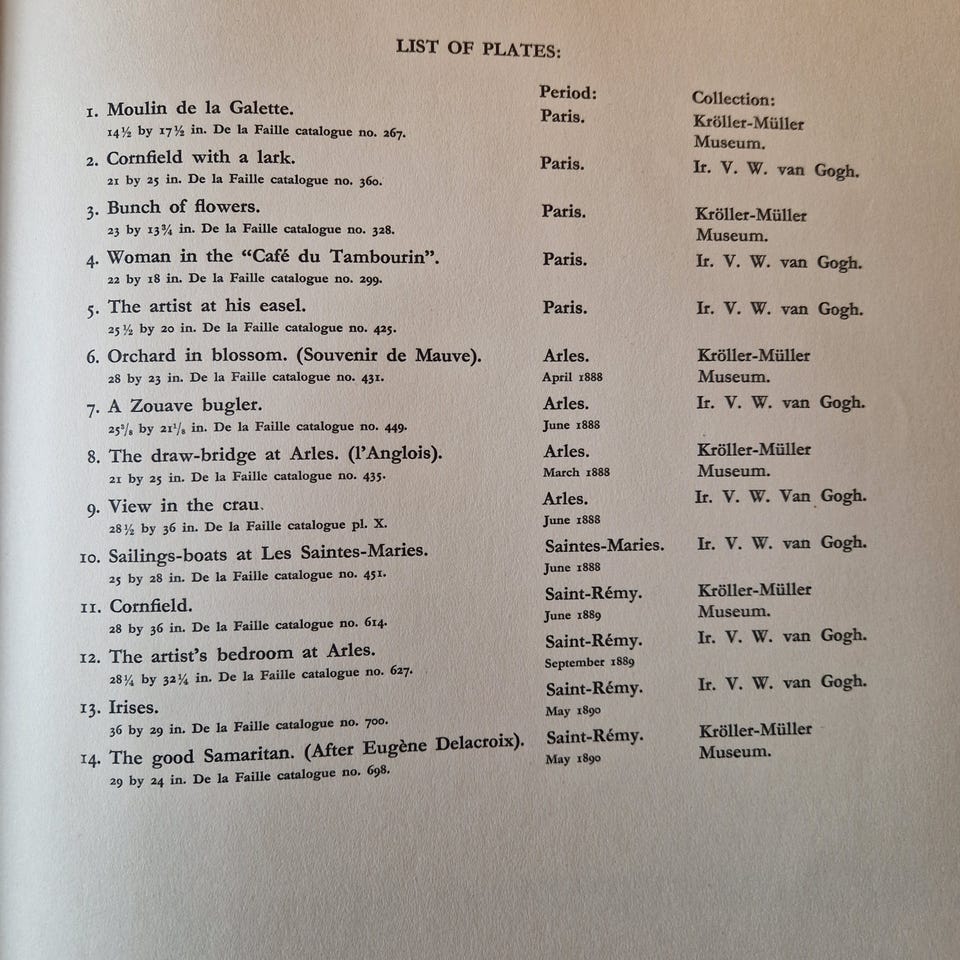 LIST OF PLATES:
Period: Collection:
1. Moulin de la Galette. Paris. Kröller-Müller
14½ by 17½ in. De la Faille catalogue no. 267. Museum.
2. Cornfield with a lark. Paris. Ir. V. W. van Gogh.
21 by 25 in. De la Faille catalogue no. 360.
3. Bunch of flowers. Paris. Kröller-Müller
23 by 13¾ in. De la Faille catalogue no. 328. Museum.
4. Woman in the “Café du Tambourin”. Paris. Ir. V. W. van Gogh.
22 by 18 in. De la Faille catalogue no. 299.
5. The artist at his easel. Paris. Ir. V. W. van Gogh.
25½ by 20 in. De la Faille catalogue no. 425.
6. Orchard in blossom. (Souvenir de Mauve). Arles. Kröller-Müller
28 by 23 in. De la Faille catalogue no. 431. April 1888 Museum.
7. A Zouave bugler. Arles. Ir. V. W. van Gogh.
25³/₈ by 21¹/₈ in. De la Faille catalogue no. 449. June 1888
8. The draw-bridge at Arles. (l’Anglois). Arles. Kröller-Müller
21 by 25 in. De la Faille catalogue no. 435. March 1888 Museum.
9. View in the crau. Arles. Ir. V. W. Van Gogh.
28½ by 36 in. De la Faille catalogue pl. X. June 1888
10. Sailings-boats at Les Saintes-Maries. Saintes-Maries. Ir. V. W. van Gogh.
25 by 28 in. De la Faille catalogue no. 451. June 1888
11. Cornfield. Saint-Rémy. Kröller-Müller
28 by 36 in. De la Faille catalogue no. 614. June 1889 Museum.
12. The artist’s bedroom at Arles. Saint-Rémy. Ir. V. W. van Gogh.
28¼ by 32¼ in. De la Faille catalogue no. 627. September 1889
13. Irises. Saint-Rémy. Ir. V. W. van Gogh.
36 by 29 in. De la Faille catalogue no. 700. May 1890
14. The good Samaritan. (After Eugène Delacroix). Saint-Rémy. Kröller-Müller
29 by 24 in. De la Faille catalogue no. 698. May 1890 Museum.